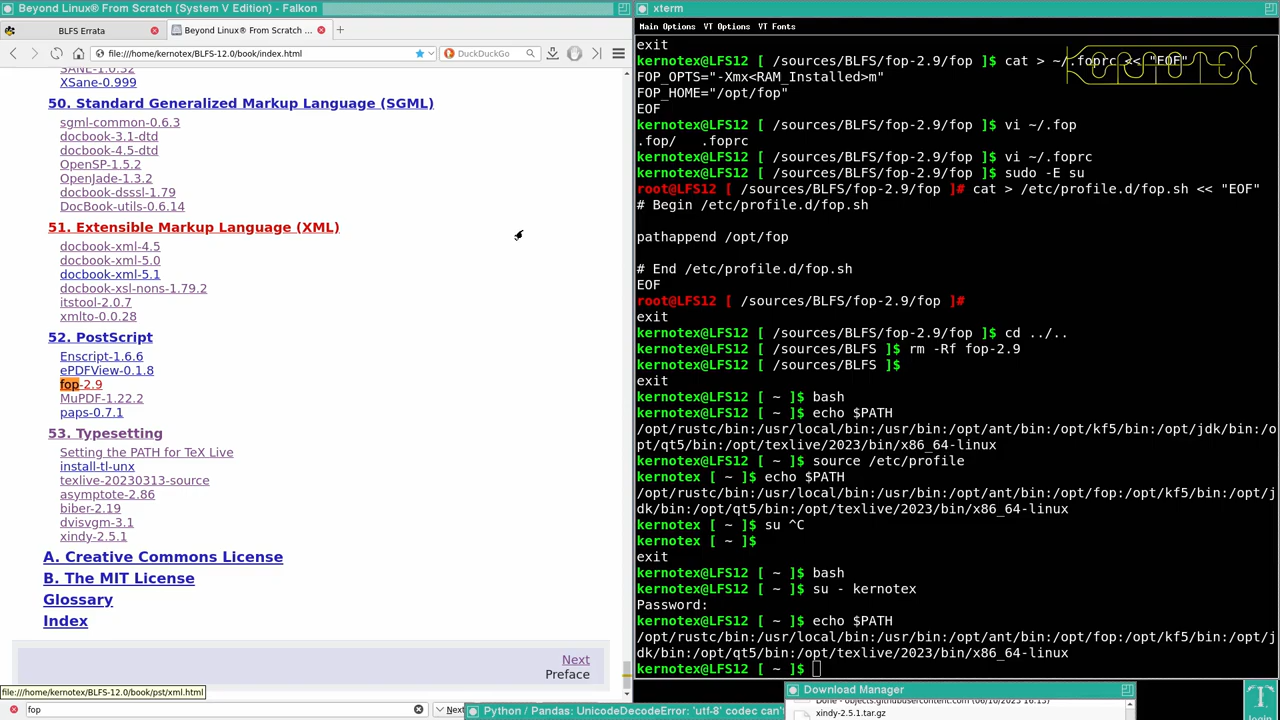 Beyond Linux® From Scratch (System V Edition) - Falkon
BLFS Errata
Beyond Linux® From Scratch ...
file:///home/kernotex/BLFS-12.0/book/index.html
DuckDuckGo
SANE-1.0.32
XSane-0.999
50. Standard Generalized Markup Language (SGML)
sgml-common-0.6.3
docbook-3.1-dtd
docbook-4.5-dtd
OpenSP-1.5.2
OpenJade-1.3.2
docbook-dsssl-1.79
DocBook-utils-0.6.14
51. Extensible Markup Language (XML)
docbook-xml-4.5
docbook-xml-5.0
docbook-xml-5.1
docbook-xsl-nons-1.79.2
itstool-2.0.7
xmlto-0.0.28
52. PostScript
Enscript-1.6.6
ePDFView-0.1.8
fop-2.9
MuPDF-1.22.2
paps-0.7.1
53. Typesetting
Setting the PATH for TeX Live
install-tl-unx
texlive-20230313-source
asymptote-2.86
biber-2.19
dvisvgm-3.1
xindy-2.5.1
A. Creative Commons License
B. The MIT License
Glossary
Index
Next
Preface
file:///home/kernotex/BLFS-12.0/book/pst/xml.html
fop
Next
xterm
Main Options VT Options VT Fonts
KERNOTEX
exit
kernotex@LFS12 [ /sources/BLFS/fop-2.9/fop ]$ cat > ~/.foprc << "EOF"
FOP_OPTS="-Xmx<RAM_Installed>m"
FOP_HOME="/opt/fop"
EOF
kernotex@LFS12 [ /sources/BLFS/fop-2.9/fop ]$ vi ~/.fop
.fop/   .foprc
kernotex@LFS12 [ /sources/BLFS/fop-2.9/fop ]$ vi ~/.foprc
kernotex@LFS12 [ /sources/BLFS/fop-2.9/fop ]$ sudo -E su
root@LFS12 [ /sources/BLFS/fop-2.9/fop ]# cat > /etc/profile.d/fop.sh << "EOF"
# Begin /etc/profile.d/fop.sh
pathappend /opt/fop
# End /etc/profile.d/fop.sh
EOF
root@LFS12 [ /sources/BLFS/fop-2.9/fop ]#
exit
kernotex@LFS12 [ /sources/BLFS/fop-2.9/fop ]$ cd ../..
kernotex@LFS12 [ /sources/BLFS ]$ rm -Rf fop-2.9
kernotex@LFS12 [ /sources/BLFS ]$
exit
kernotex@LFS12 [ ~ ]$ bash
kernotex@LFS12 [ ~ ]$ echo $PATH
/opt/rustc/bin:/usr/local/bin:/usr/bin:/opt/ant/bin:/opt/kf5/bin:/opt/jdk/bin:/o
pt/qt5/bin:/opt/texlive/2023/bin/x86_64-linux
kernotex@LFS12 [ ~ ]$ source /etc/profile
kernotex [ ~ ]$ echo $PATH
/opt/rustc/bin:/usr/local/bin:/usr/bin:/opt/ant/bin:/opt/fop:/opt/kf5/bin:/opt/j
dk/bin:/opt/qt5/bin:/opt/texlive/2023/bin/x86_64-linux
kernotex [ ~ ]$ su ^C
kernotex [ ~ ]$
exit
kernotex@LFS12 [ ~ ]$ bash
kernotex@LFS12 [ ~ ]$ su - kernotex
Password:
kernotex@LFS12 [ ~ ]$ echo $PATH
/opt/rustc/bin:/usr/local/bin:/usr/bin:/opt/ant/bin:/opt/fop:/opt/kf5/bin:/opt/j
dk/bin:/opt/qt5/bin:/opt/texlive/2023/bin/x86_64-linux
kernotex@LFS12 [ ~ ]$
Python / Pandas: UnicodeDecodeError: 'utf-8' codec can't
Download Manager
xindy-2.5.1.tar.gz
login